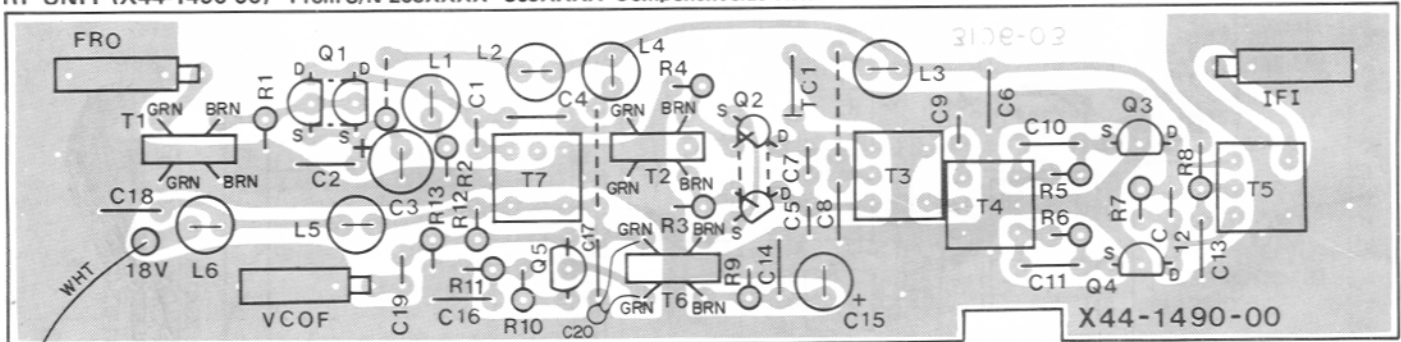 FRO
Q1
D
D
S
S
R1
L1
L2
L4
C1
C4
R4
TC1
L3
3106-03
C9
C6
Q3
IFI
T1
GRN
BRN
GRN
BRN
C2
C3
R2
R12
R13
T7
GRN
BRN
T2
GRN
BRN
Q2
S
D
D
S
C7
C5
C8
T3
T4
C10
S
D
R5
R6
R7
R8
C12
C13
T5
C18
18V
WHT
L6
L5
VCOF
C19
R11
C16
R10
Q5
C17
C20
R3
GRN
BRN
GRN
BRN
T6
R9
C14
C15
C11
Q4
S
D
X44-1490-00